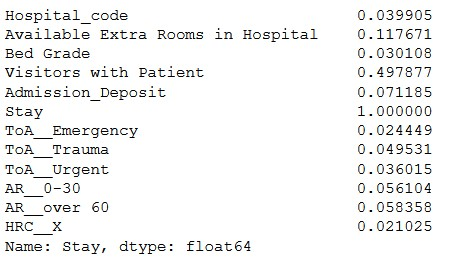 Hospital_code 0.039905
Available Extra Rooms in Hospital 0.117671
Bed Grade 0.030108
Visitors with Patient 0.497877
Admission_Deposit 0.071185
Stay 1.000000
ToA__Emergency 0.024449
ToA__Trauma 0.049531
ToA__Urgent 0.036015
AR__0-30 0.056104
AR__over 60 0.058358
HRC__X 0.021025
Name: Stay, dtype: float64